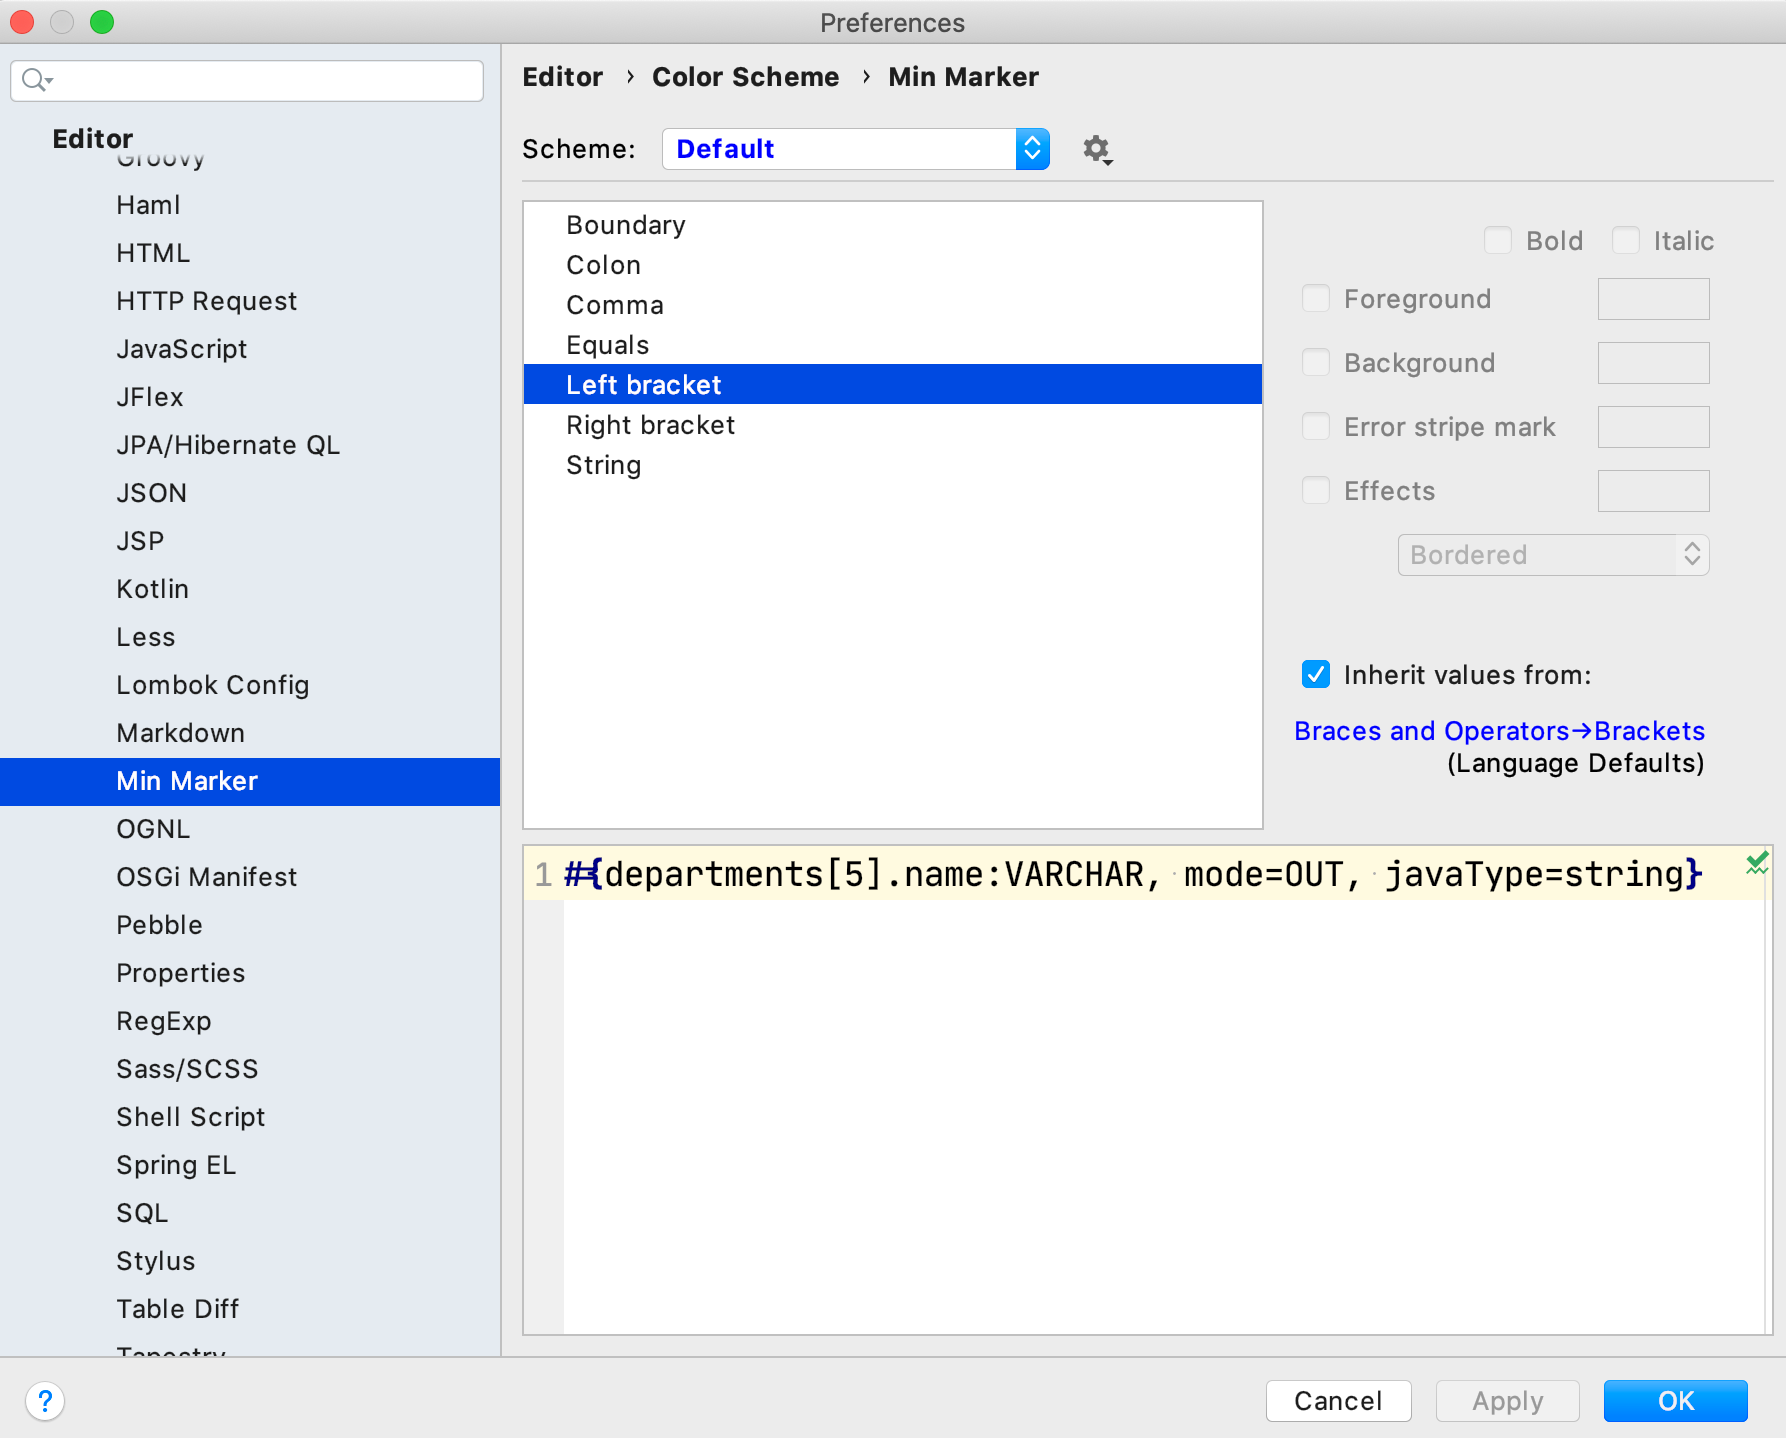 Preferences
Editor
Groovy
Haml
HTML
HTTP Request
JavaScript
JFlex
JPA/Hibernate QL
JSON
JSP
Kotlin
Less
Lombok Config
Markdown
Min Marker
OGNL
OSGi Manifest
Pebble
Properties
RegExp
Sass/SCSS
Shell Script
Spring EL
SQL
Stylus
Table Diff
Tapestry
Editor › Color Scheme › Min Marker
Scheme: Default
Boundary
Colon
Comma
Equals
Left bracket
Right bracket
String
Bold Italic
Foreground
Background
Error stripe mark
Effects
Bordered
Inherit values from:
Braces and Operators→Brackets
(Language Defaults)
1 #{departments[5].name:VARCHAR, mode=OUT, javaType=string}
? Cancel Apply OK